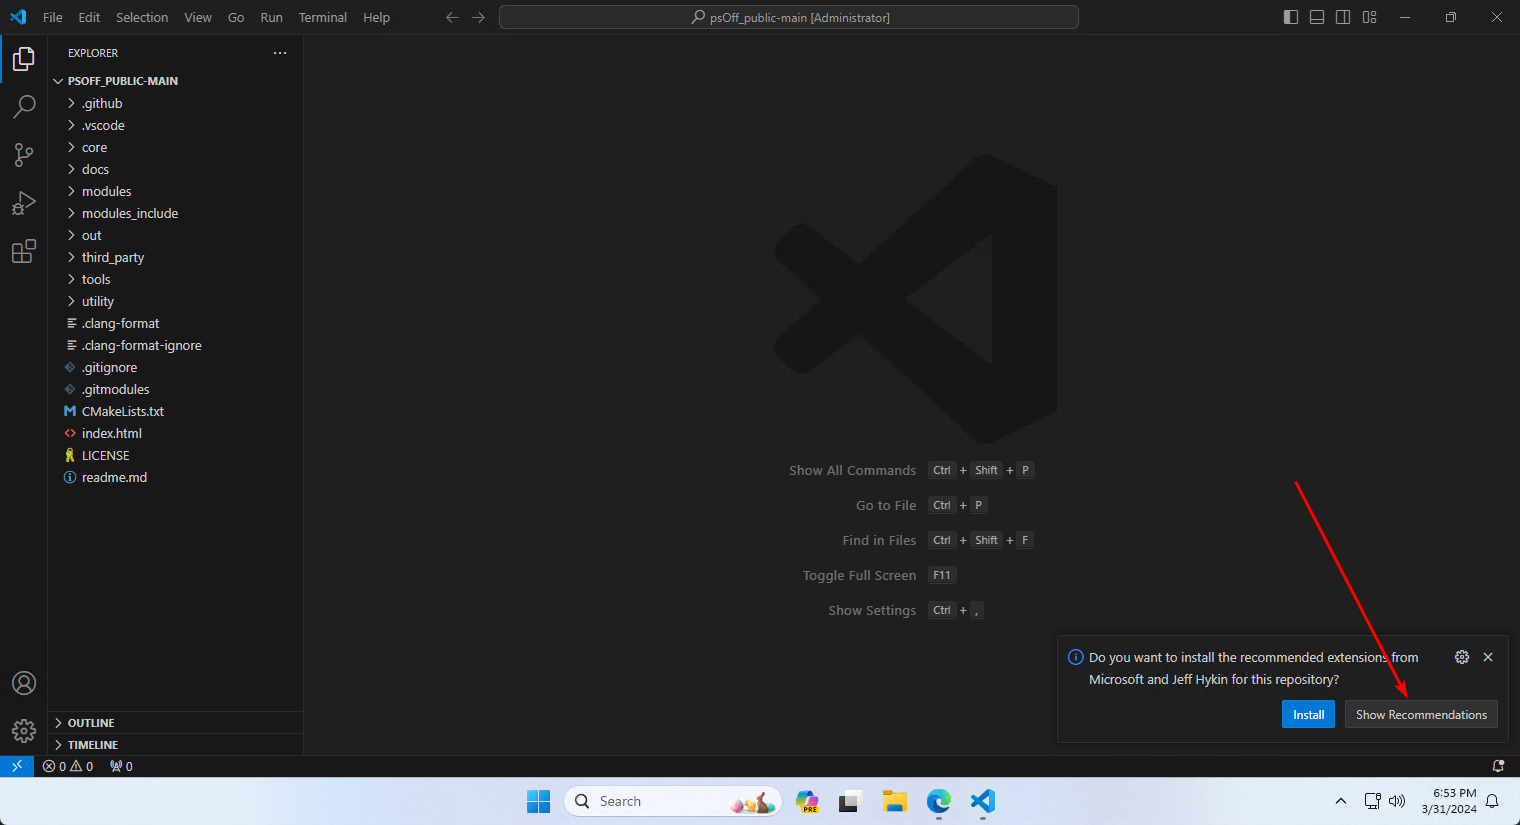 File Edit Selection View Go Run Terminal Help
psOff_public-main [Administrator]
EXPLORER
PSOFF_PUBLIC-MAIN
.github
.vscode
core
docs
modules
modules_include
out
third_party
tools
utility
.clang-format
.clang-format-ignore
.gitignore
.gitmodules
CMakeLists.txt
index.html
LICENSE
readme.md
OUTLINE
TIMELINE
Show All Commands Ctrl + Shift + P
Go to File Ctrl + P
Find in Files Ctrl + Shift + F
Toggle Full Screen F11
Show Settings Ctrl + ,
Do you want to install the recommended extensions from
Microsoft and Jeff Hykin for this repository?
Install Show Recommendations
0 0 0
Search
PRE
6:53 PM
3/31/2024